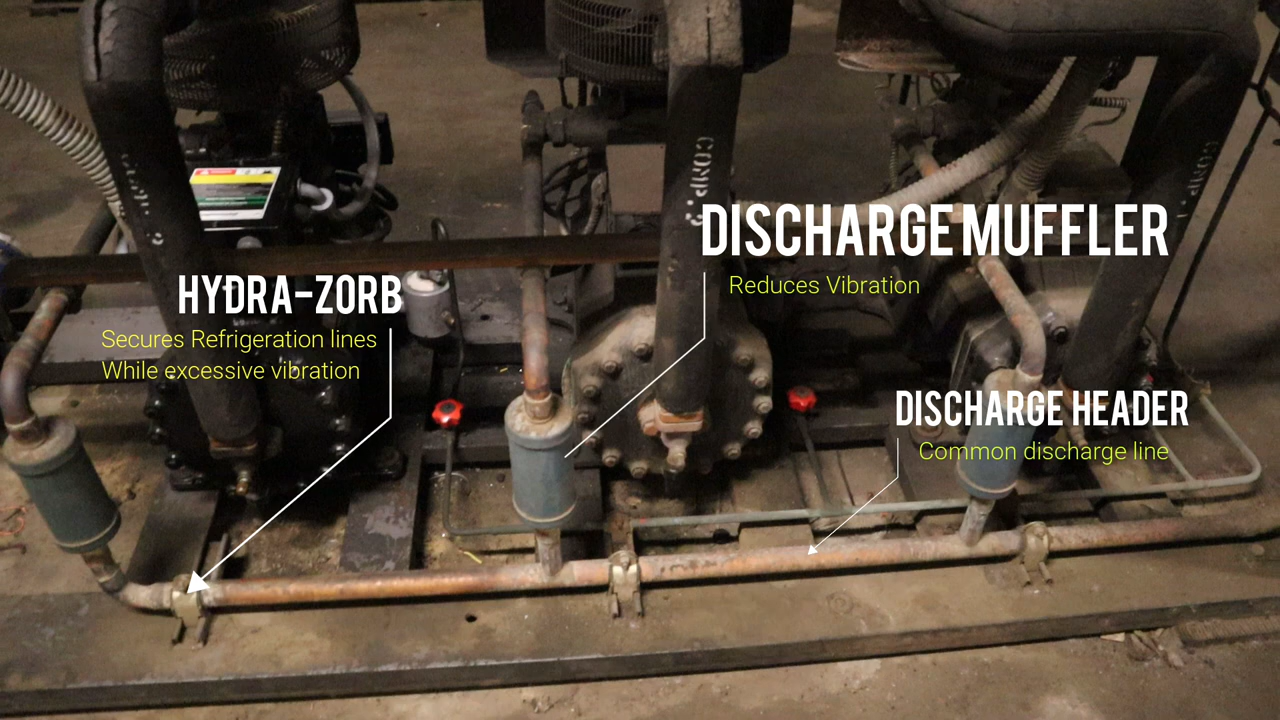 DISCHARGE MUFFLER
Reduces Vibration
HYDRA-ZORB
Secures Refrigeration lines
While excessive vibration
DISCHARGE HEADER
Common discharge line